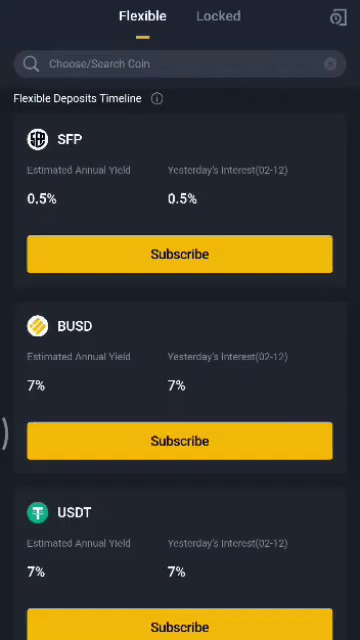 Flexible Locked
Choose/Search Coin
Flexible Deposits Timeline
SFP
Estimated Annual Yield Yesterday's Interest(02-12)
0.5% 0.5%
Subscribe
BUSD
Estimated Annual Yield Yesterday's Interest(02-12)
7% 7%
Subscribe
USDT
Estimated Annual Yield Yesterday's Interest(02-12)
7% 7%
Subscribe